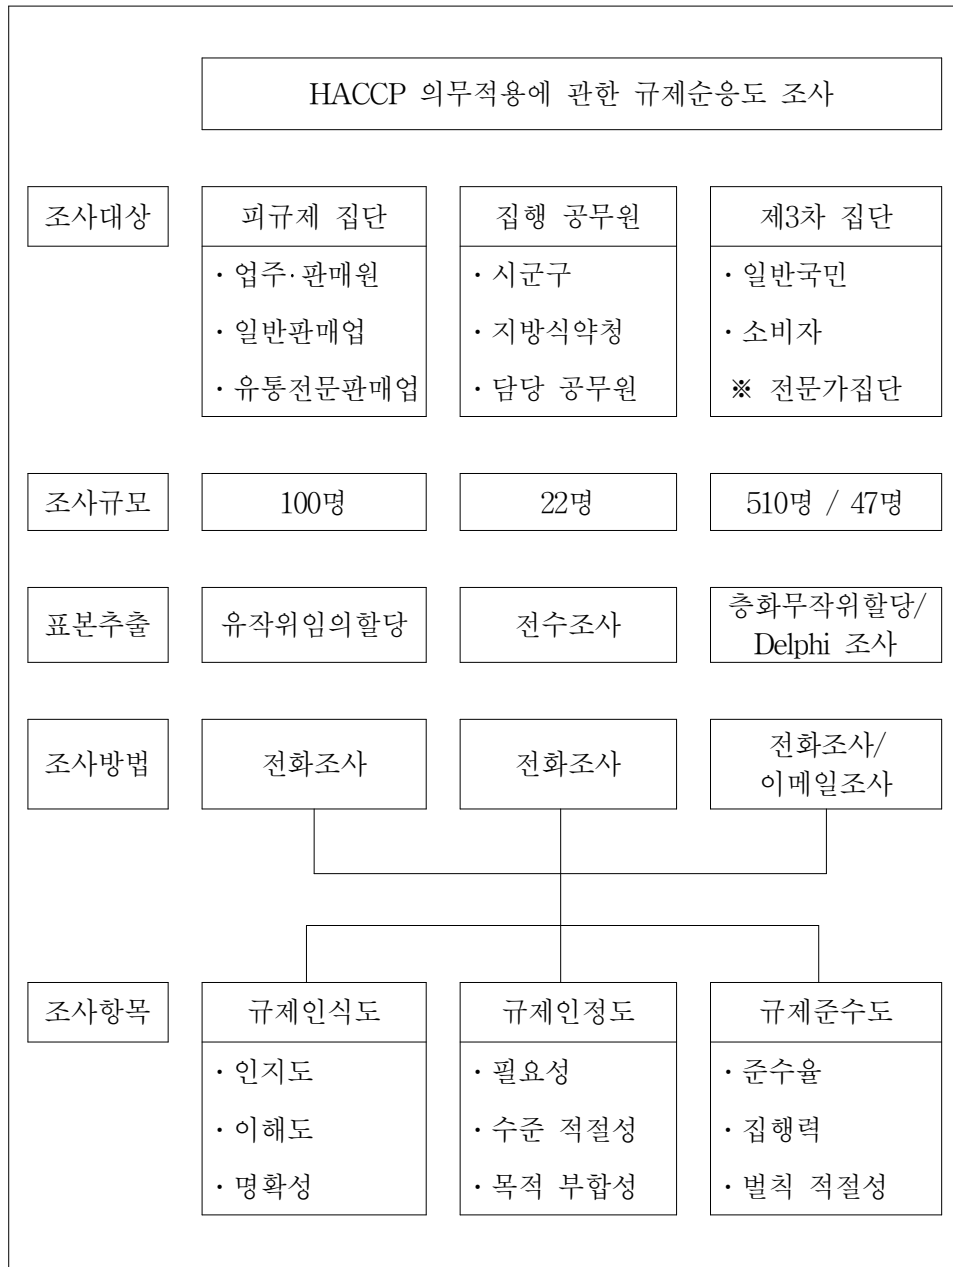 HACCP 의무적용에 관한 규제순응도 조사
조사대상
피규제 집단
집행 공무원
제3차 집단
· 업주·판매원
· 시군구
· 일반국민
· 일반판매업
· 지방식약청
· 소비자
· 유통전문판매업
· 담당 공무원
※ 전문가집단
조사규모
100명
22명
510명 / 47명
표본추출
유작위임의할당
전수조사
층화무작위할당/
Delphi 조사
조사방법
전화조사
전화조사
전화조사/
이메일조사
조사항목
규제인식도
규제인정도
규제준수도
· 인지도
· 필요성
· 준수율
· 이해도
· 수준 적절성
· 집행력
· 명확성
· 목적 부합성
· 벌칙 적절성